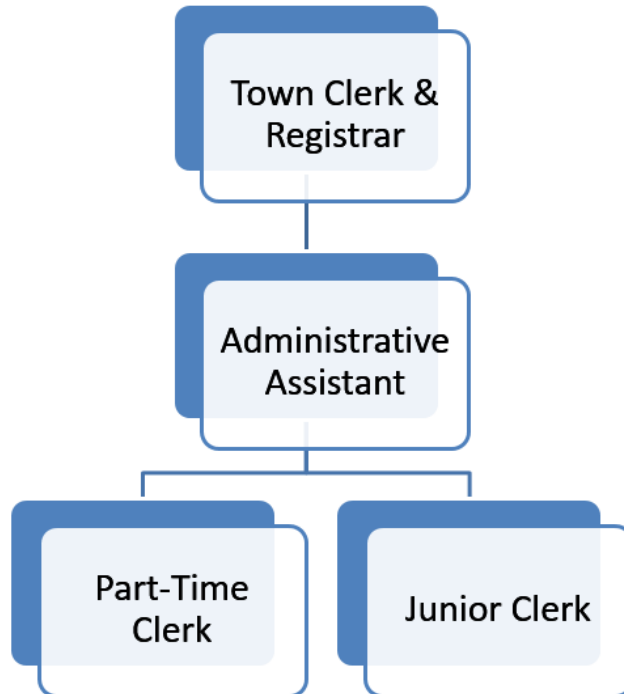 Town Clerk &
Registrar
Administrative
Assistant
Part-Time
Clerk
Junior Clerk